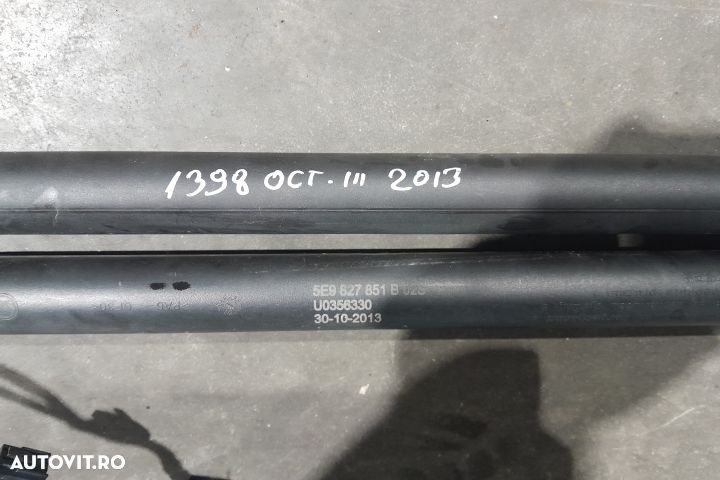 1398 OCT. III 2013
5E9 827 851 B
U0356330
30-10-2013
AUTOVIT.RO